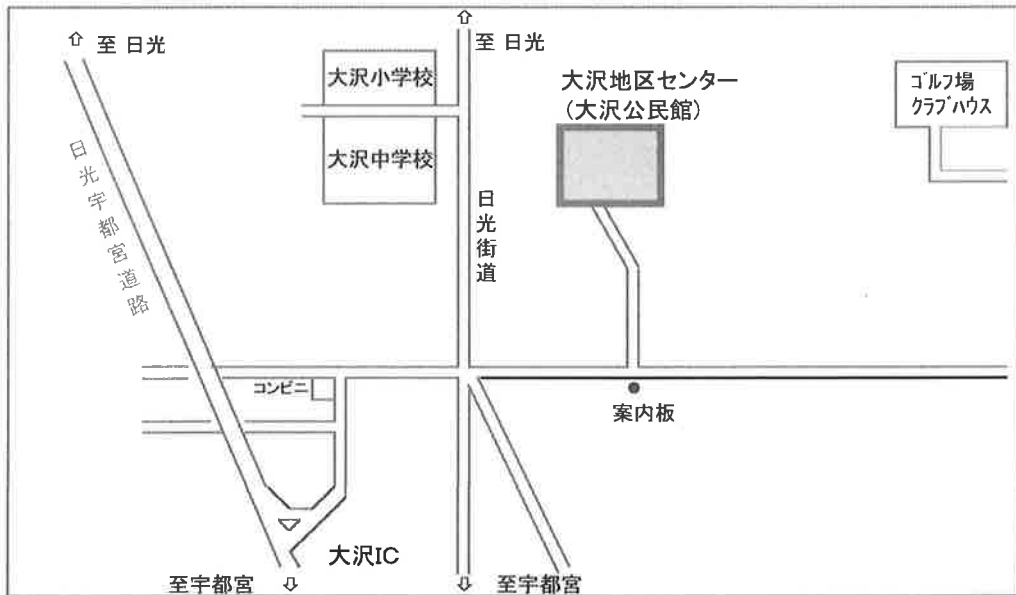 至 日光
至 日光
大沢小学校
大沢中学校
大沢地区センター
(大沢公民館)
ゴルフ場
クラブハウス
日光宇都宮道路
日光街道
コンビニ
案内板
大沢IC
至宇都宮
至宇都宮